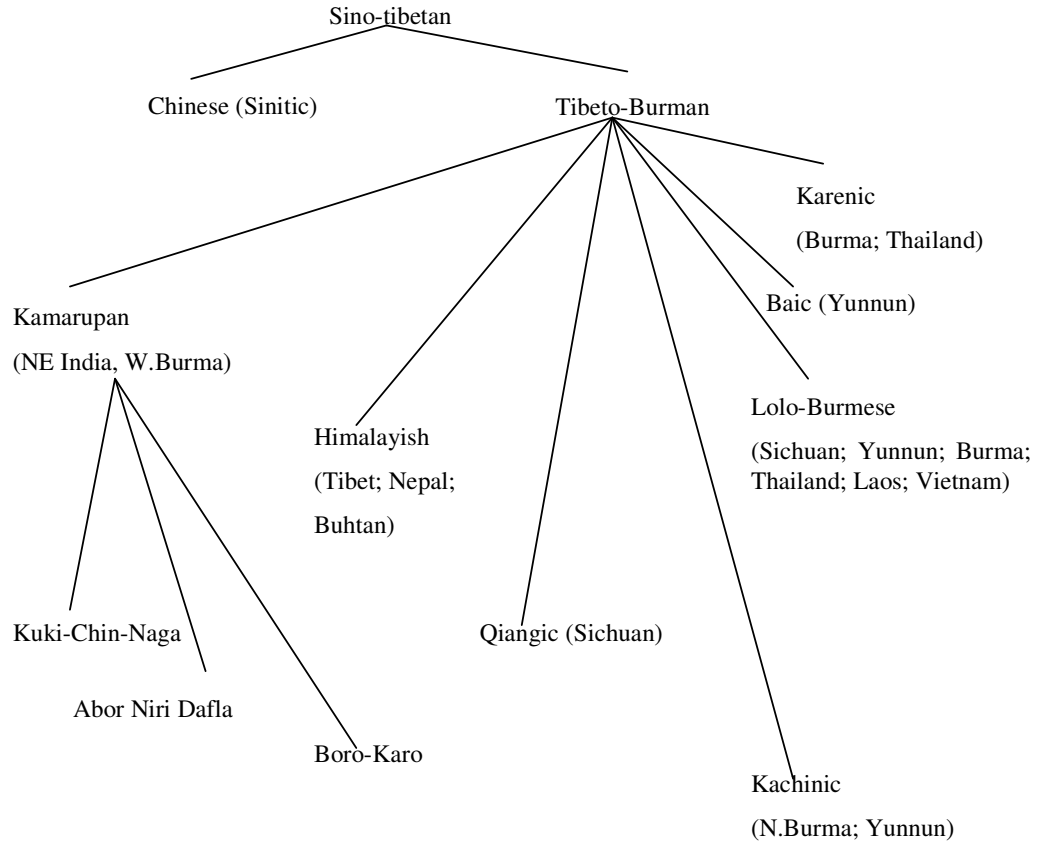 Sino-tibetan
Chinese (Sinitic)
Tibeto-Burman
Karenic
(Burma; Thailand)
Baic (Yunnun)
Kamarupan
(NE India, W.Burma)
Lolo-Burmese
(Sichuan; Yunnun; Burma;
Thailand; Laos; Vietnam)
Himalayish
(Tibet; Nepal;
Buhtan)
Kuki-Chin-Naga
Qiangic (Sichuan)
Abor Niri Dafla
Boro-Karo
Kachinic
(N.Burma; Yunnun)